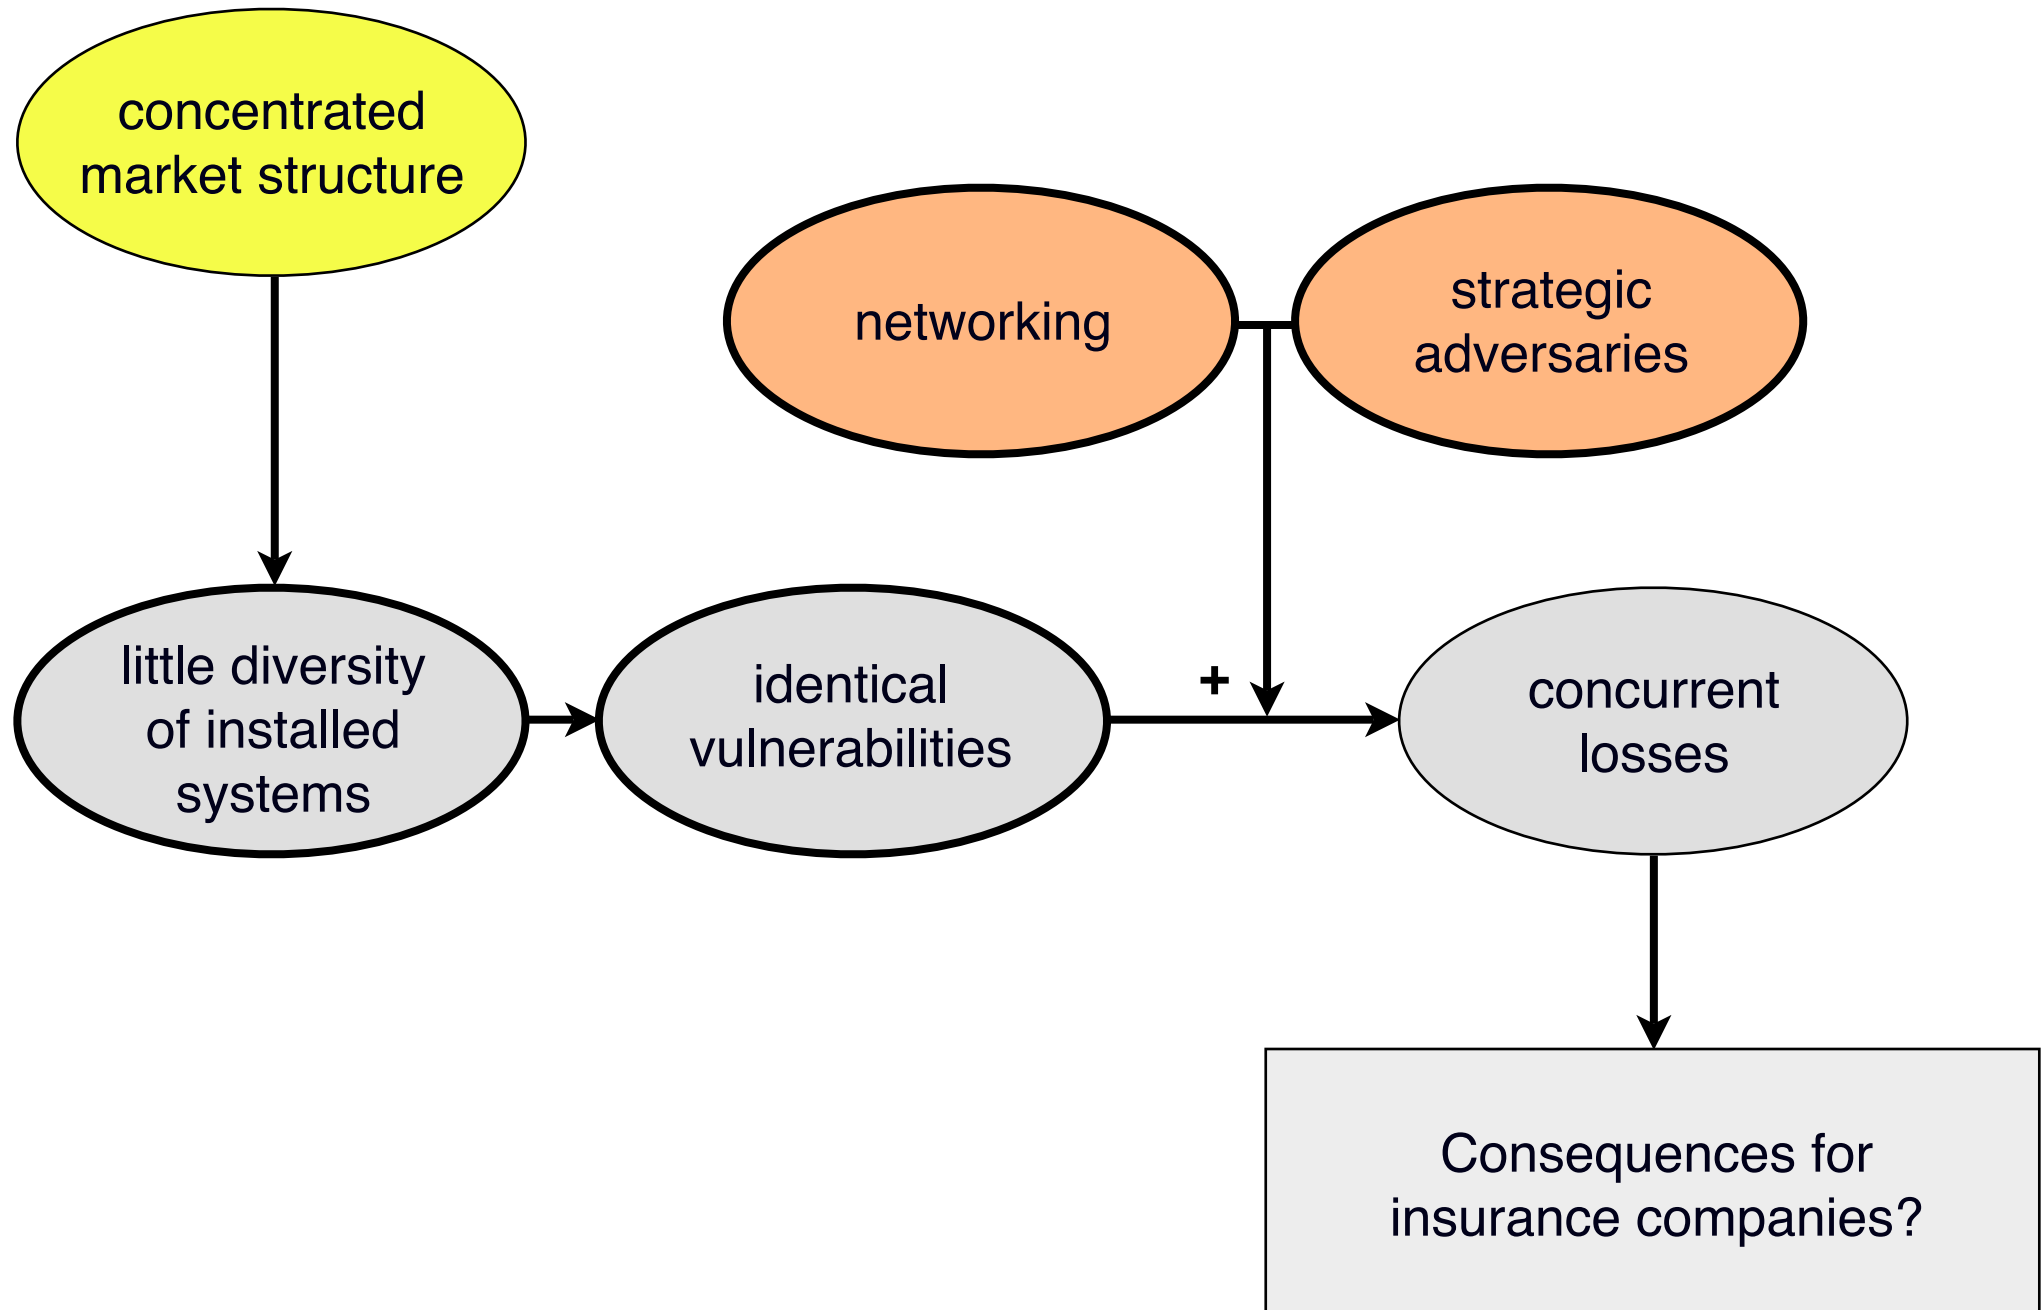 concentrated
market structure
networking
strategic
adversaries
little diversity
of installed
systems
identical
vulnerabilities
+
concurrent
losses
Consequences for
insurance companies?